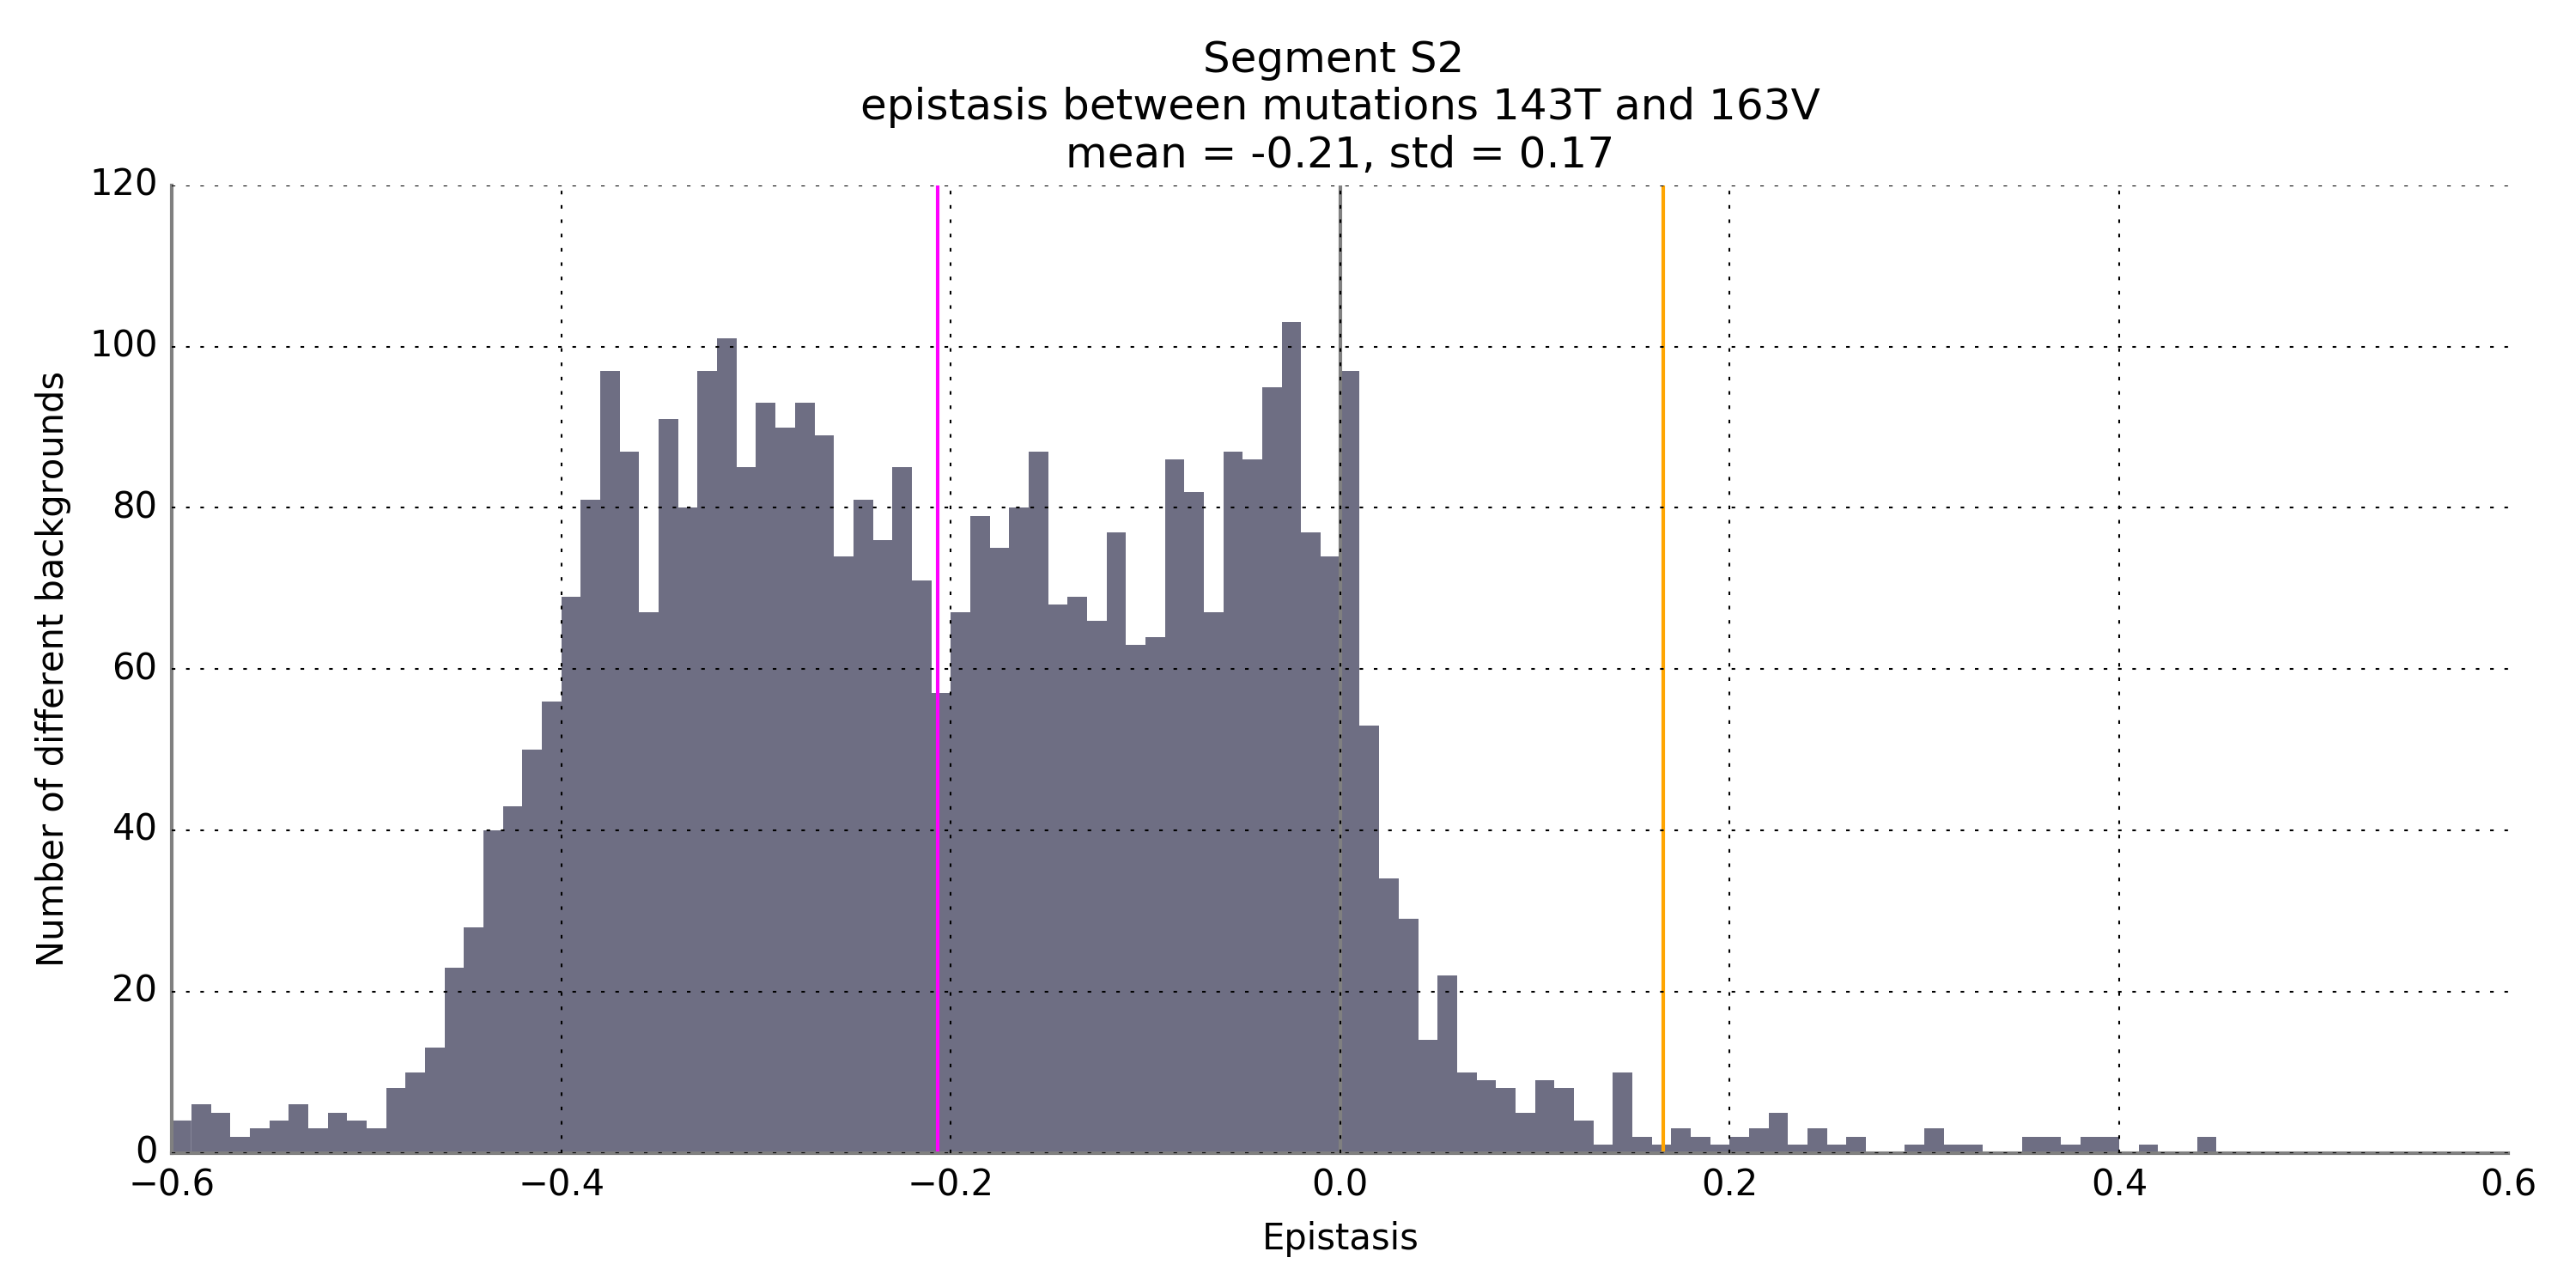 Segment S2
epistasis between mutations 143T and 163V
mean = -0.21, std = 0.17
120
100
80
60
40
20
0
Number of different backgrounds
−0.6 −0.4 −0.2 0.0 0.2 0.4 0.6
Epistasis